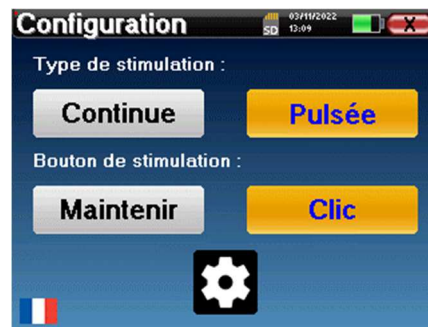 Configuration
SD 03/11/2022
13:09
X
Type de stimulation :
Continue Pulsée
Bouton de stimulation :
Maintenir Clic